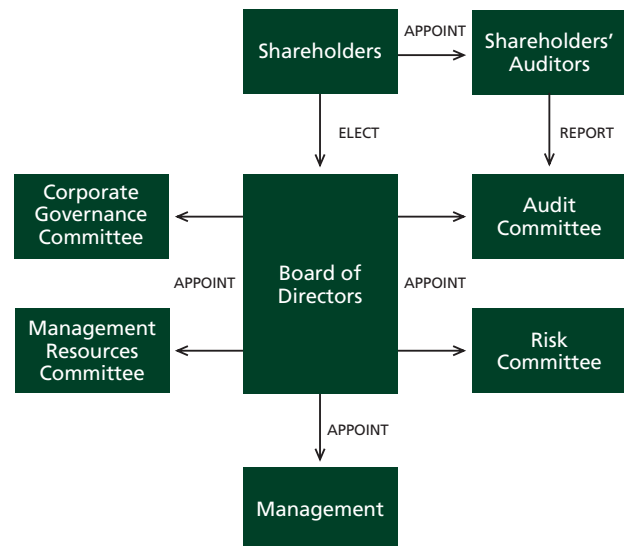 Shareholders
APPOINT
Shareholders'
Auditors
ELECT
REPORT
Corporate
Governance
Committee
Board of
Directors
Audit
Committee
APPOINT
APPOINT
Management
Resources
Committee
Risk
Committee
APPOINT
Management